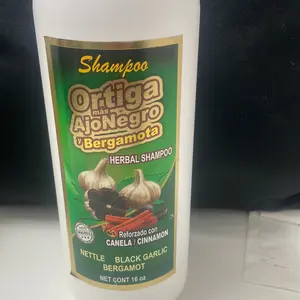 Shampoo
Ortiga
más
AjoNegro
y Bergamota
HERBAL SHAMPOO
Reforzado con
CANELA / CINNAMON
NETTLE BLACK GARLIC
BERGAMOT
NET CONT 16 oz